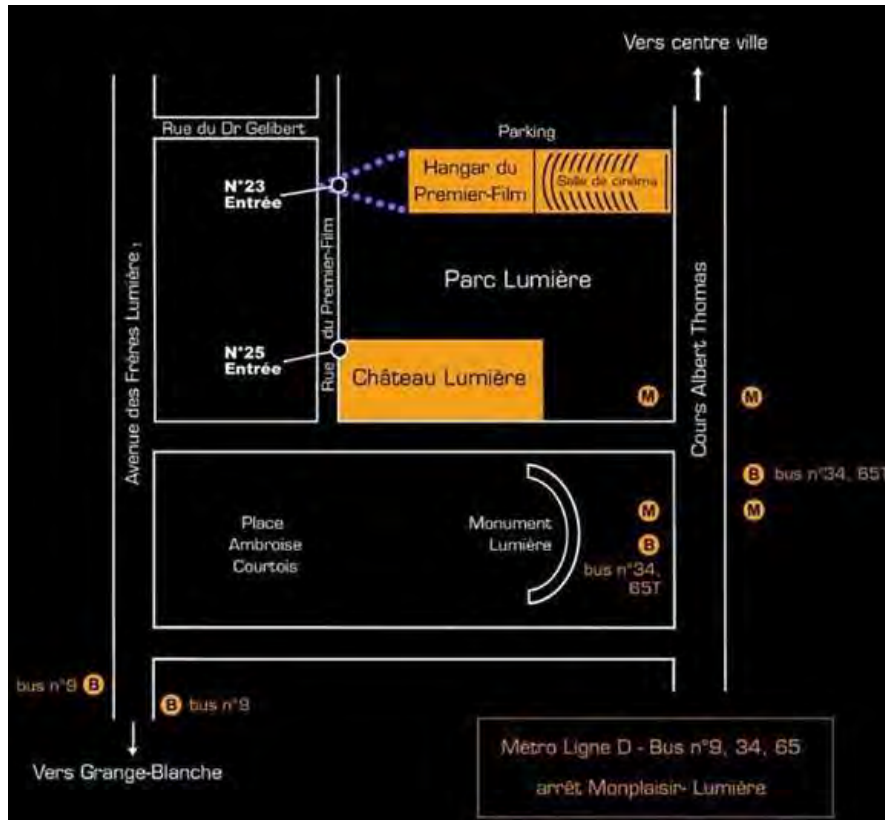 Vers centre ville
Rue du Dr Gelibert
Parking
Hangar du
Premier-Film
Salle de cinéma
N°23
Entrée
Parc Lumière
Avenue des Frères Lumière
Rue du Premier-Film
Cours Albert Thomas
N°25
Entrée
Château Lumière
M
M
B bus n°34, 65T
Place
Ambroise
Courtois
Monument
Lumière
M
M
B
bus n°34,
65T
bus n°9 B
B bus n°9
Vers Grange-Blanche
Métro Ligne D - Bus n°9, 34, 65
arrêt Monplaisir- Lumière